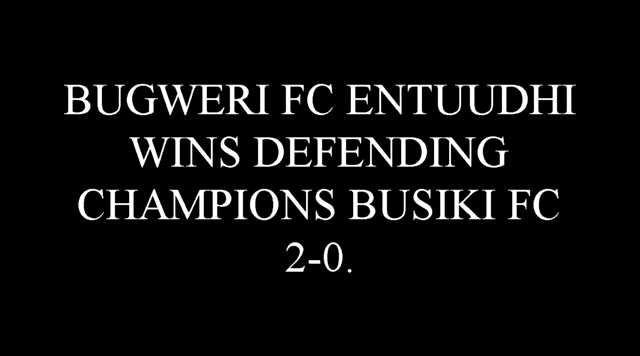 BUGWERI FC ENTUUDHI
WINS DEFENDING
CHAMPIONS BUSIKI FC
2-0.